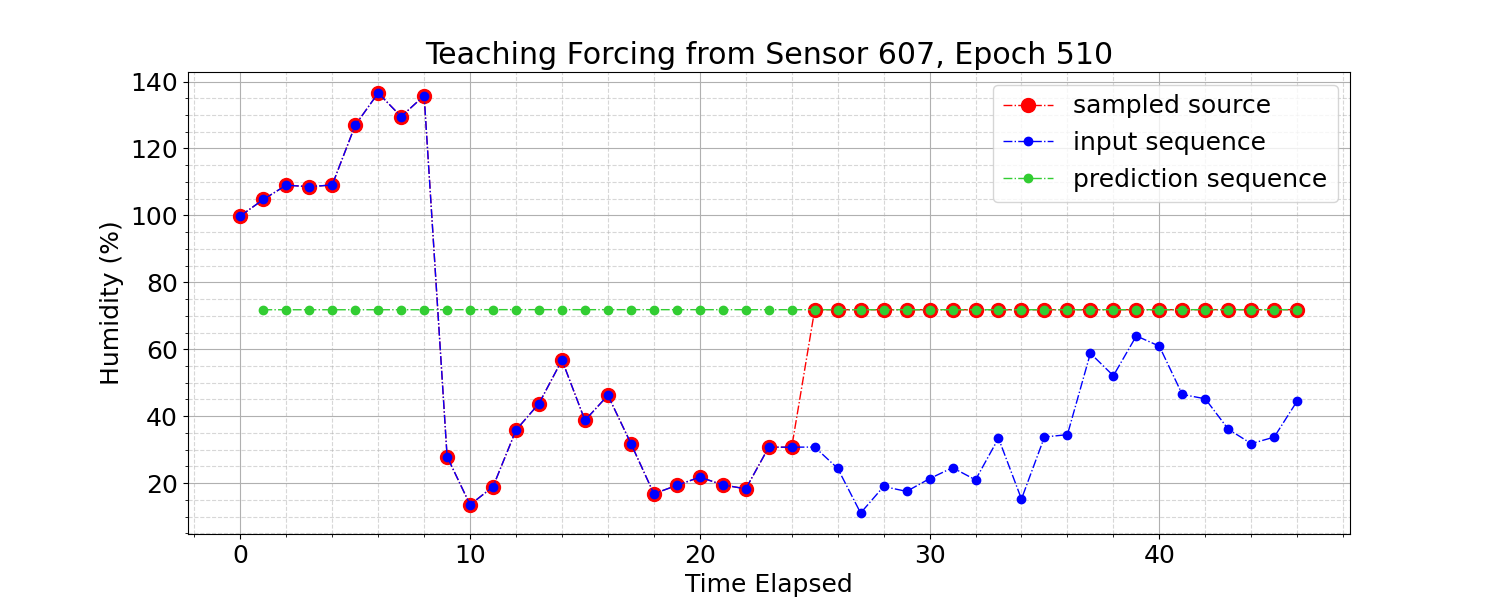 Teaching Forcing from Sensor 607, Epoch 510
140
120
100
80
60
40
20
Humidity (%)
sampled source
input sequence
prediction sequence
0 10 20 30 40
Time Elapsed